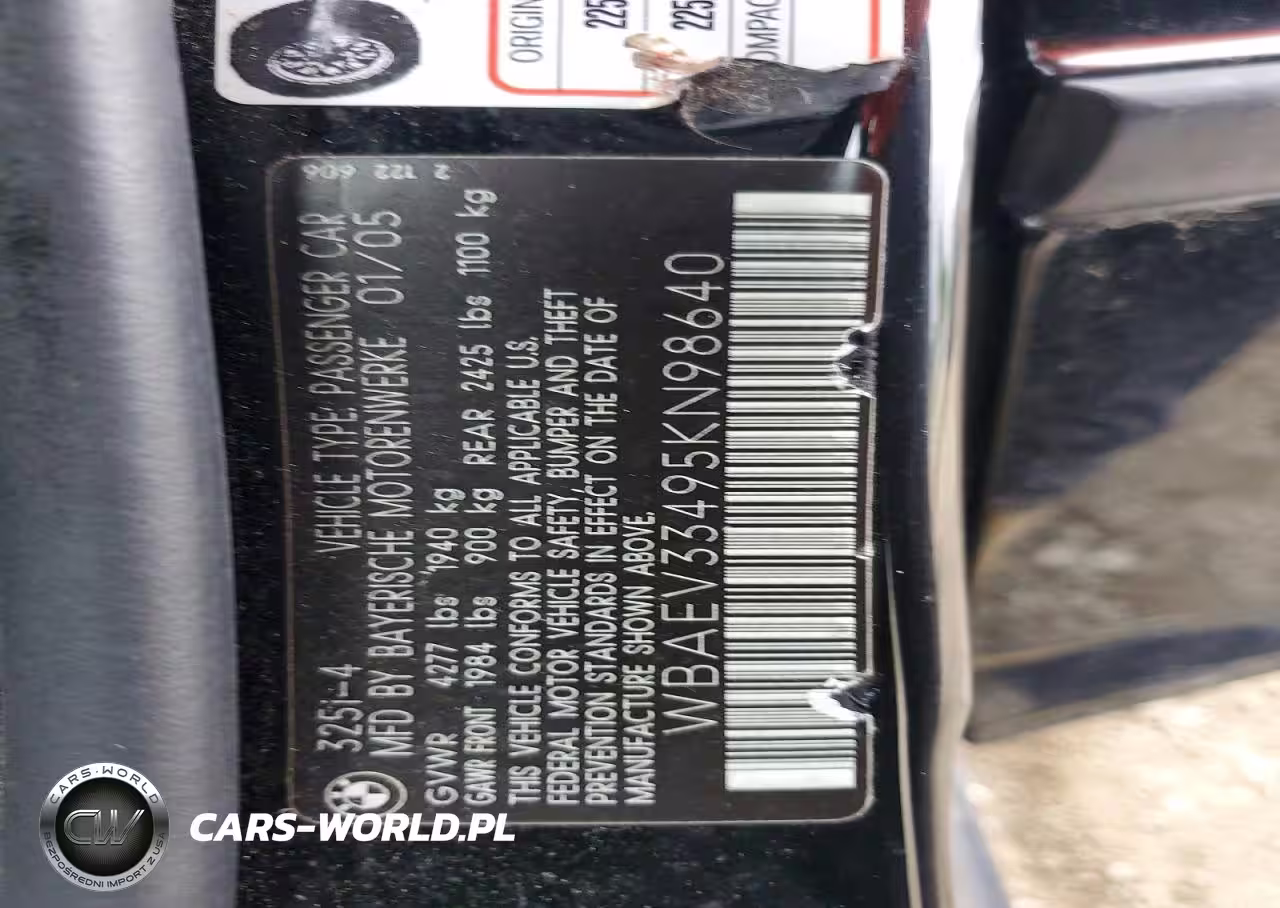 ORIGIN
225
225
OMPAC
2 122 606
325i-4 VEHICLE TYPE: PASSENGER CAR
MFD BY BAYERISCHE MOTORENWERKE 01/05
GVWR 4277 lbs 1940 kg
GAWR FRONT 1984 lbs 900 kg REAR 2425 lbs 1100 kg
THIS VEHICLE CONFORMS TO ALL APPLICABLE U.S.
FEDERAL MOTOR VEHICLE SAFETY, BUMPER AND THEFT
PREVENTION STANDARDS IN EFFECT ON THE DATE OF
MANUFACTURE SHOWN ABOVE.
WBAEV33495KN98640
CARS-WORLD
CW
BEZPOŚREDNI IMPORT Z USA
CARS-WORLD.PL